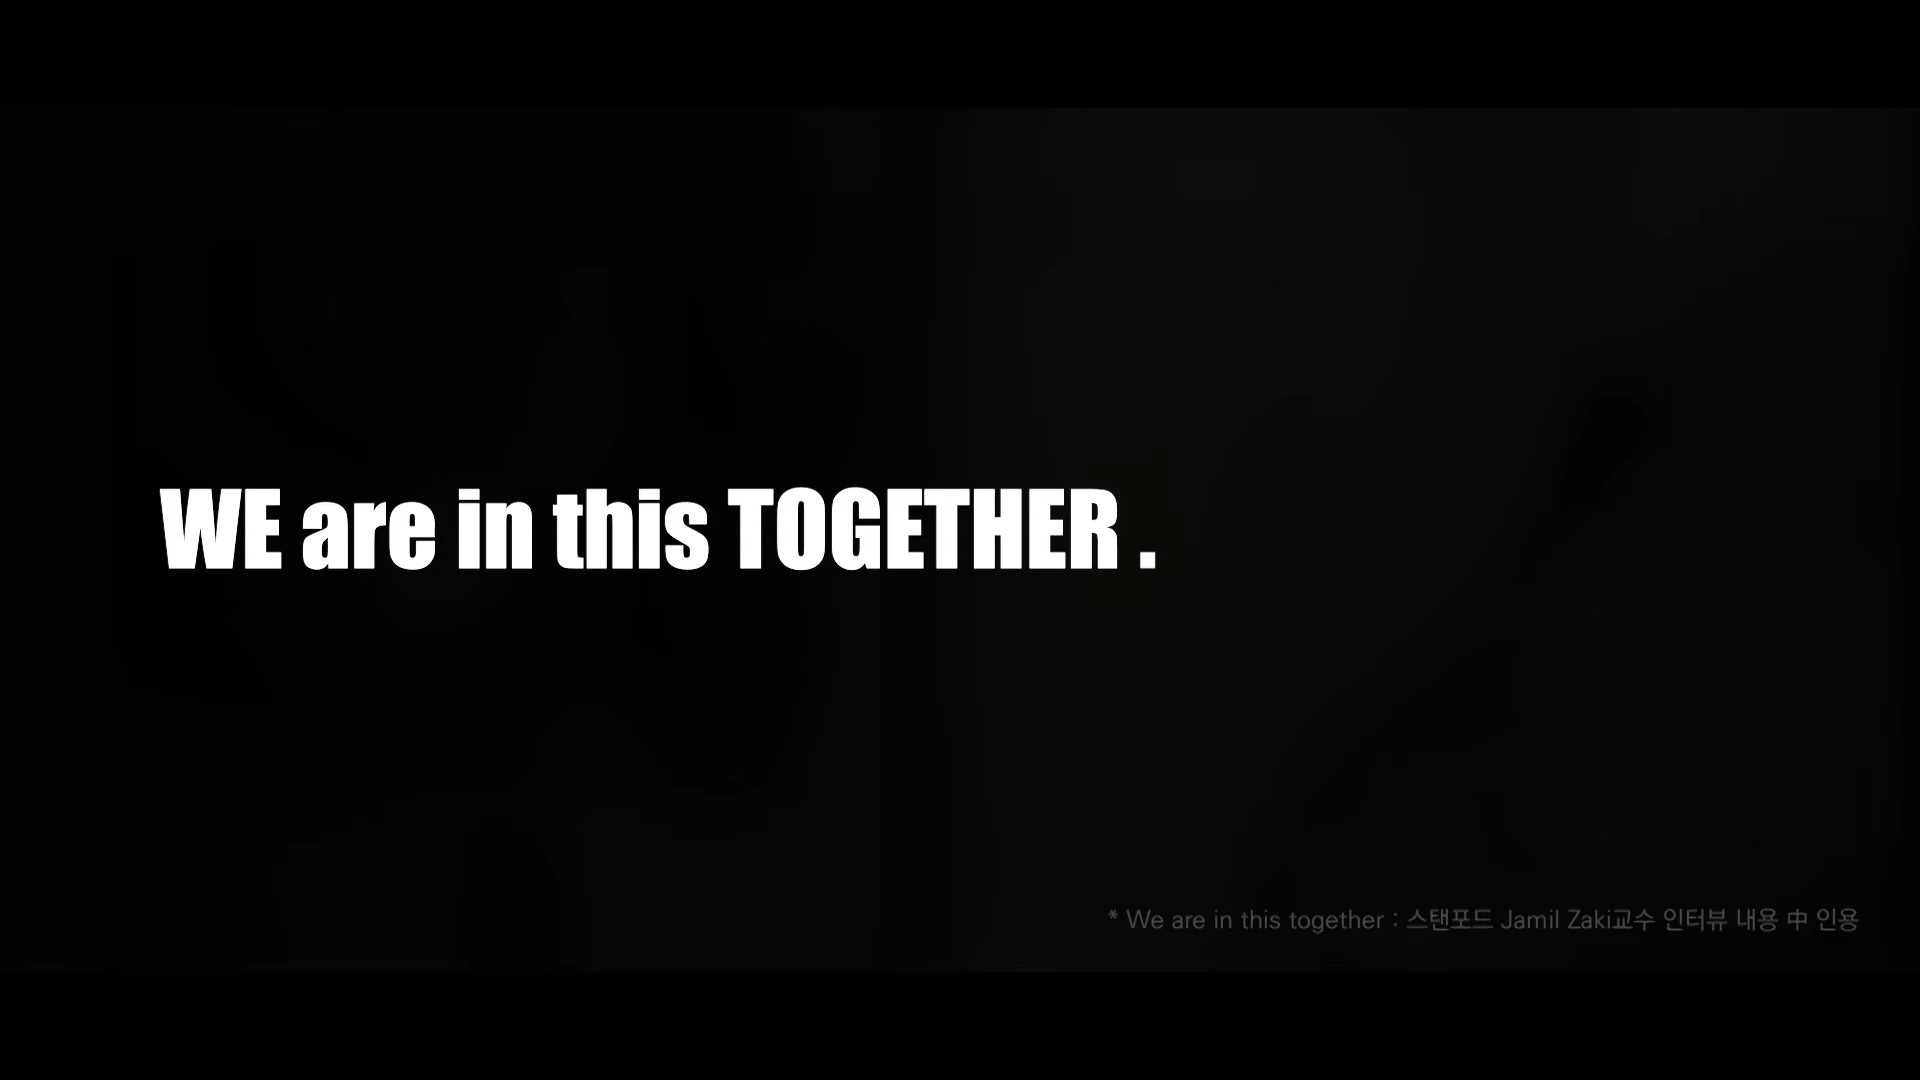 WE are in this TOGETHER .
* We are in this together : 스탠포드 Jamil Zaki교수 인터뷰 내용 中 인용